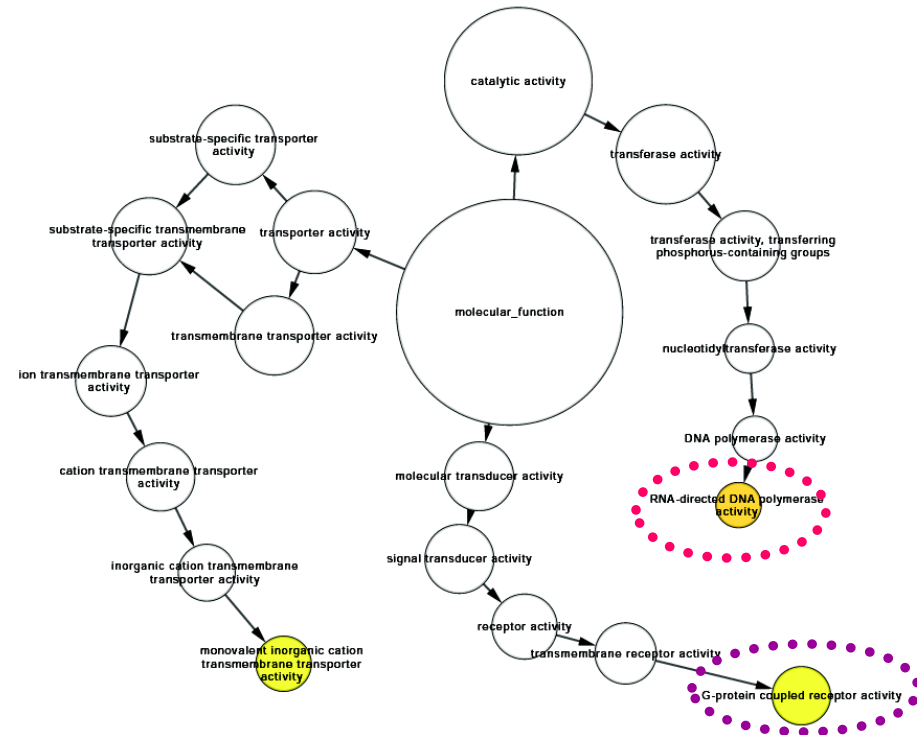 catalytic activity
substrate-specific transporter
activity
transferase activity
substrate-specific transmembrane
transporter activity
transporter activity
transferase activity, transferring
phosphorus-containing groups
molecular_function
transmembrane transporter activity
nucleotidyltransferase activity
ion transmembrane transporter
activity
DNA polymerase activity
cation transmembrane transporter
activity
molecular transducer activity
RNA-directed DNA polymerase
activity
signal transducer activity
inorganic cation transmembrane
transporter activity
receptor activity
monovalent inorganic cation
transmembrane transporter
activity
transmembrane receptor activity
G-protein coupled receptor activity